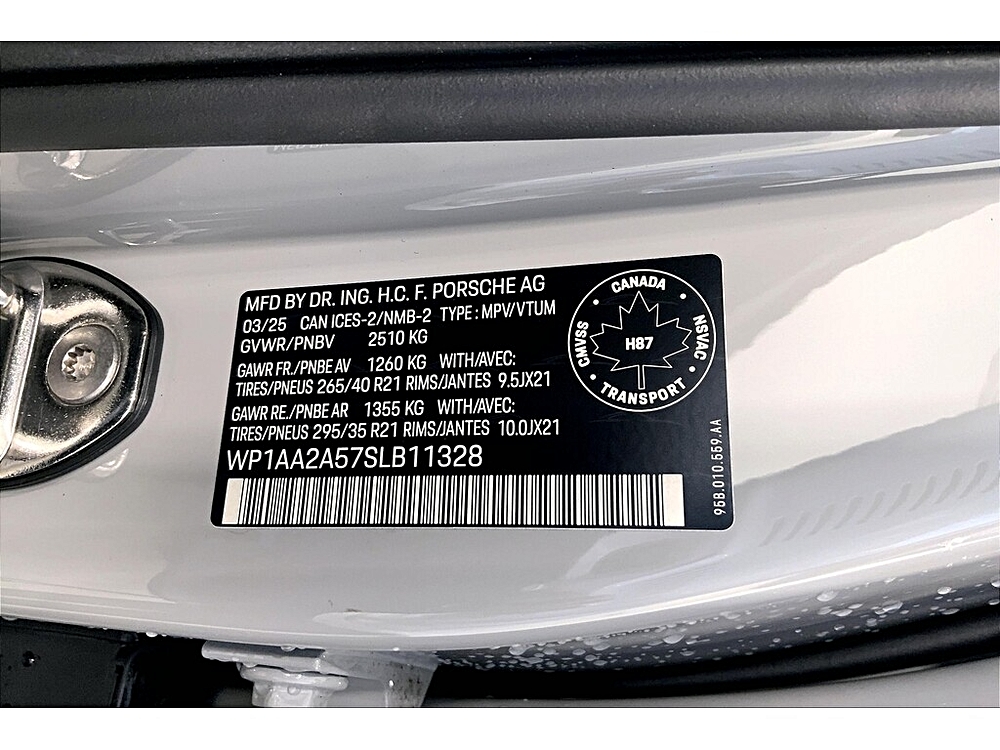 MFD BY DR. ING. H.C. F. PORSCHE AG
03/25 CAN ICES-2/NMB-2 TYPE : MPV/VTUM
GVWR/PNBV 2510 KG
GAWR FR./PNBE AV 1260 KG WITH/AVEC:
TIRES/PNEUS 265/40 R21 RIMS/JANTES 9.5JX21
GAWR RE./PNBE AR 1355 KG WITH/AVEC:
TIRES/PNEUS 295/35 R21 RIMS/JANTES 10.0JX21
WP1AA2A57SLB11328
CANADA
CMVSS
NSVAC
H87
TRANSPORT
95B.010.559.AA